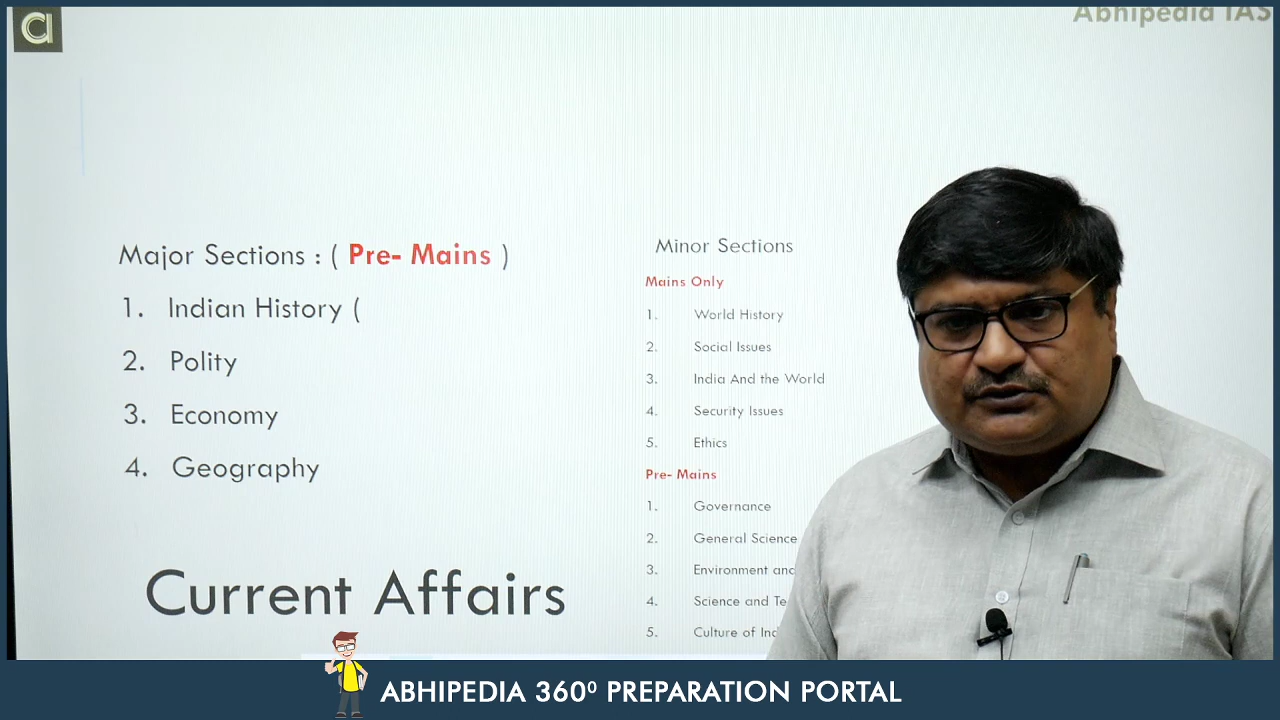 a
Abhipedia IAS
Major Sections : ( Pre- Mains )
1. Indian History (
2. Polity
3. Economy
4. Geography
Current Affairs
Minor Sections
Mains Only
1. World History
2. Social Issues
3. India And the World
4. Security Issues
5. Ethics
Pre- Mains
1. Governance
2. General Science
3. Environment and
4. Science and Te
5. Culture of Ind
ABHIPEDIA 360⁰ PREPARATION PORTAL